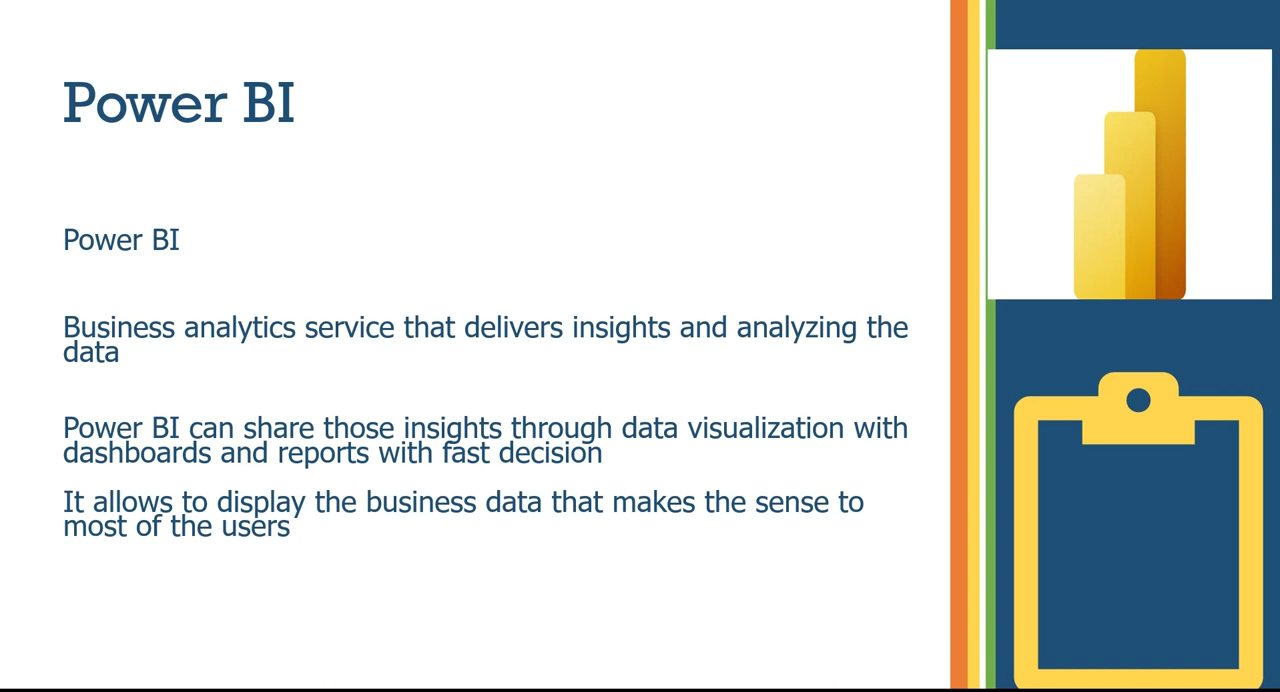 Power BI
Power BI
Business analytics service that delivers insights and analyzing the
data
Power BI can share those insights through data visualization with
dashboards and reports with fast decision
It allows to display the business data that makes the sense to
most of the users